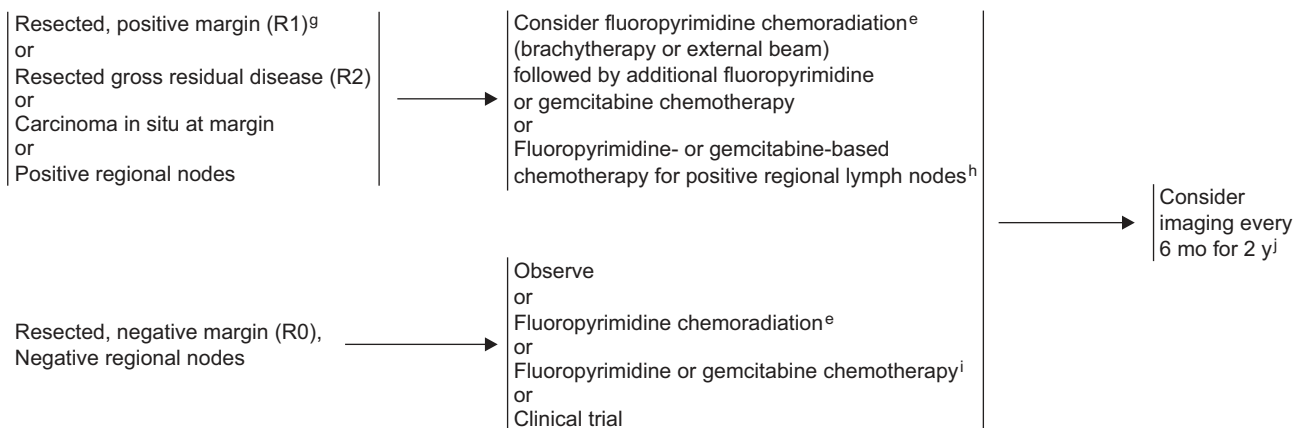 Resected, positive margin (R1)g
or
Resected gross residual disease (R2)
or
Carcinoma in situ at margin
or
Positive regional nodes
Consider fluoropyrimidine chemoradiatione
(brachytherapy or external beam)
followed by additional fluoropyrimidine
or gemcitabine chemotherapy
or
Fluoropyrimidine- or gemcitabine-based
chemotherapy for positive regional lymph nodesh
Resected, negative margin (R0),
Negative regional nodes
Observe
or
Fluoropyrimidine chemoradiatione
or
Fluoropyrimidine or gemcitabine chemotherapyi
or
Clinical trial
Consider
imaging every
6 mo for 2 yj